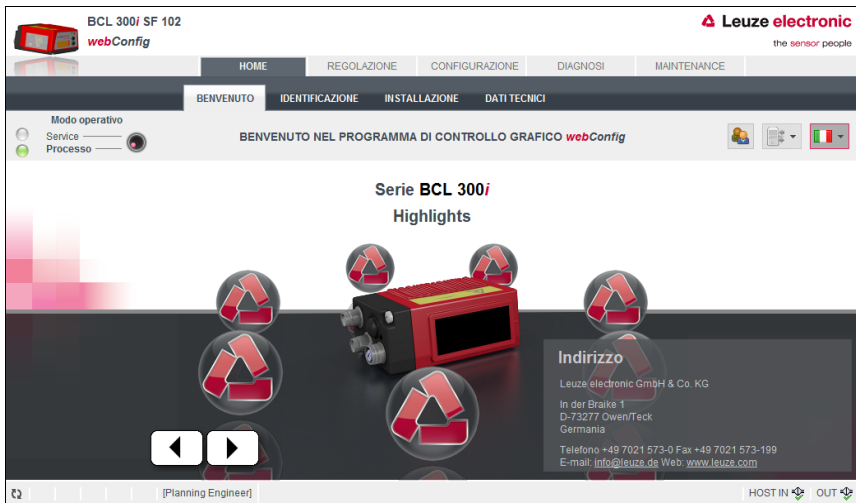 BCL 300i SF 102
webConfig
Leuze electronic
the sensor people
HOME REGOLAZIONE CONFIGURAZIONE DIAGNOSI MAINTENANCE
BENVENUTO IDENTIFICAZIONE INSTALLAZIONE DATI TECNICI
Modo operativo
Service
Processo
BENVENUTO NEL PROGRAMMA DI CONTROLLO GRAFICO webConfig
Serie BCL 300i
Highlights
Indirizzo
Leuze electronic GmbH & Co. KG
In der Braike 1
D-73277 Owen/Teck
Germania
Telefono +49 7021 573-0 Fax +49 7021 573-199
E-mail: info@leuze.de Web: www.leuze.com
[Planning Engineer] HOST IN OUT